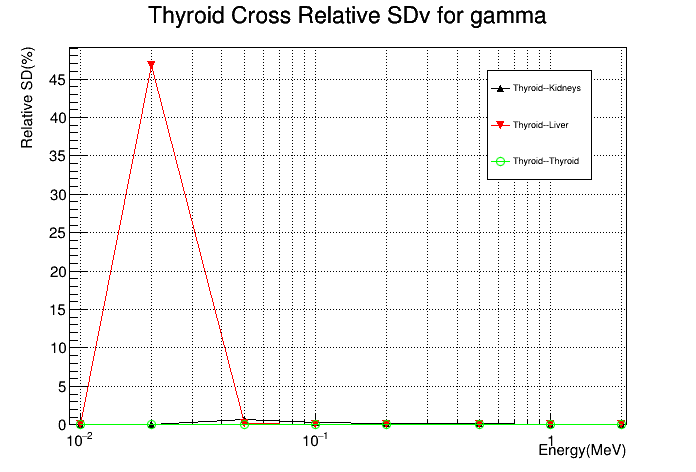 Thyroid Cross Relative SDv for gamma
Relative SD(%)
45
40
35
30
25
20
15
10
5
0
Thyroid--Kidneys
Thyroid--Liver
Thyroid--Thyroid
10⁻² 10⁻¹ 1
Energy(MeV)